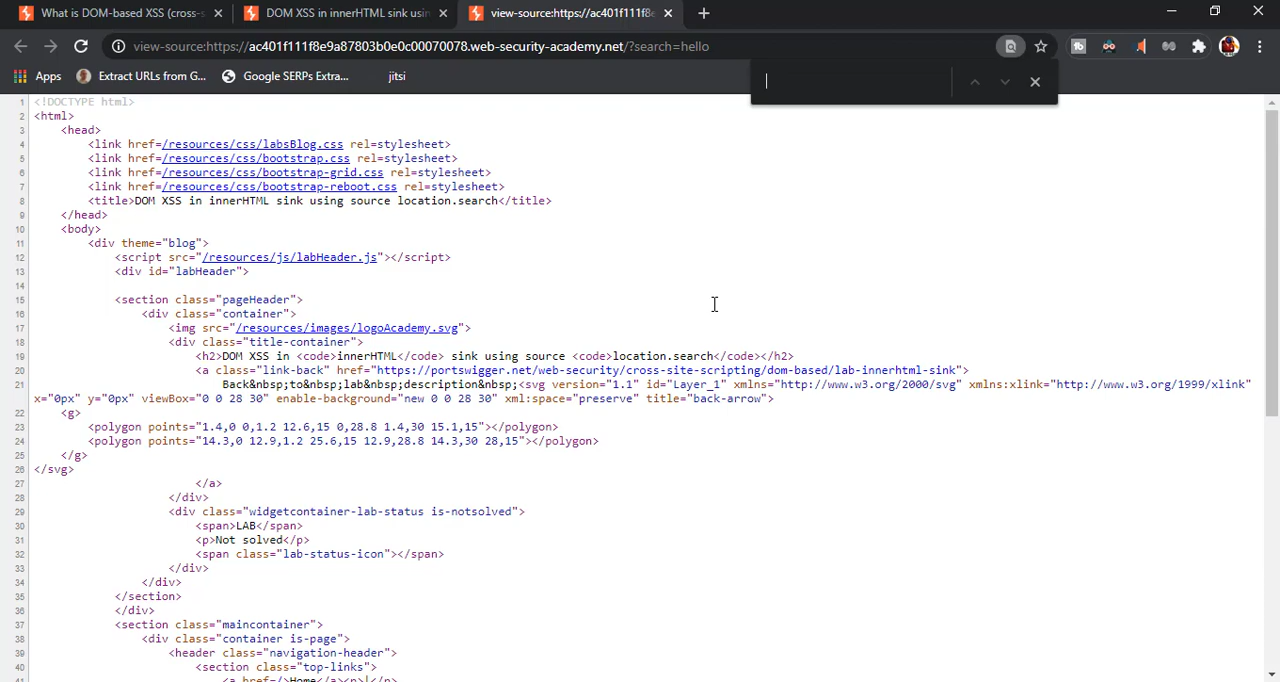 What is DOM-based XSS (cross-s
DOM XSS in innerHTML sink usin
view-source:https://ac401f111f8e
view-source:https://ac401f111f8e9a87803b0e0c00070078.web-security-academy.net/?search=hello
Apps
Extract URLs from G...
Google SERPs Extra...
jitsi
1 <!DOCTYPE html>
2 <html>
3 <head>
4 <link href=/resources/css/labsBlog.css rel=stylesheet>
5 <link href=/resources/css/bootstrap.css rel=stylesheet>
6 <link href=/resources/css/bootstrap-grid.css rel=stylesheet>
7 <link href=/resources/css/bootstrap-reboot.css rel=stylesheet>
8 <title>DOM XSS in innerHTML sink using source location.search</title>
9 </head>
10 <body>
11 <div theme="blog">
12 <script src="/resources/js/labHeader.js"></script>
13 <div id="labHeader">
14
15 <section class="pageHeader">
16 <div class="container">
17 <img src="/resources/images/logoAcademy.svg">
18 <div class="title-container">
19 <h2>DOM XSS in <code>innerHTML</code> sink using source <code>location.search</code></h2>
20 <a class="link-back" href="https://portswigger.net/web-security/cross-site-scripting/dom-based/lab-innerhtml-sink">
21 Back&nbsp;to&nbsp;lab&nbsp;description&nbsp;<svg version="1.1" id="Layer_1" xmlns="http://www.w3.org/2000/svg" xmlns:xlink="http://www.w3.org/1999/xlink"
x="0px" y="0px" viewBox="0 0 28 30" enable-background="new 0 0 28 30" xml:space="preserve" title="back-arrow">
22 <g>
23 <polygon points="1.4,0 0,1.2 12.6,15 0,28.8 1.4,30 15.1,15"></polygon>
24 <polygon points="14.3,0 12.9,1.2 25.6,15 12.9,28.8 14.3,30 28,15"></polygon>
25 </g>
26 </svg>
27 </a>
28 </div>
29 <div class="widgetcontainer-lab-status is-notsolved">
30 <span>LAB</span>
31 <p>Not solved</p>
32 <span class="lab-status-icon"></span>
33 </div>
34 </div>
35 </section>
36 </div>
37 <section class="maincontainer">
38 <div class="container is-page">
39 <header class="navigation-header">
40 <section class="top-links">
41 <a href=/>Home</a><p>|</p>